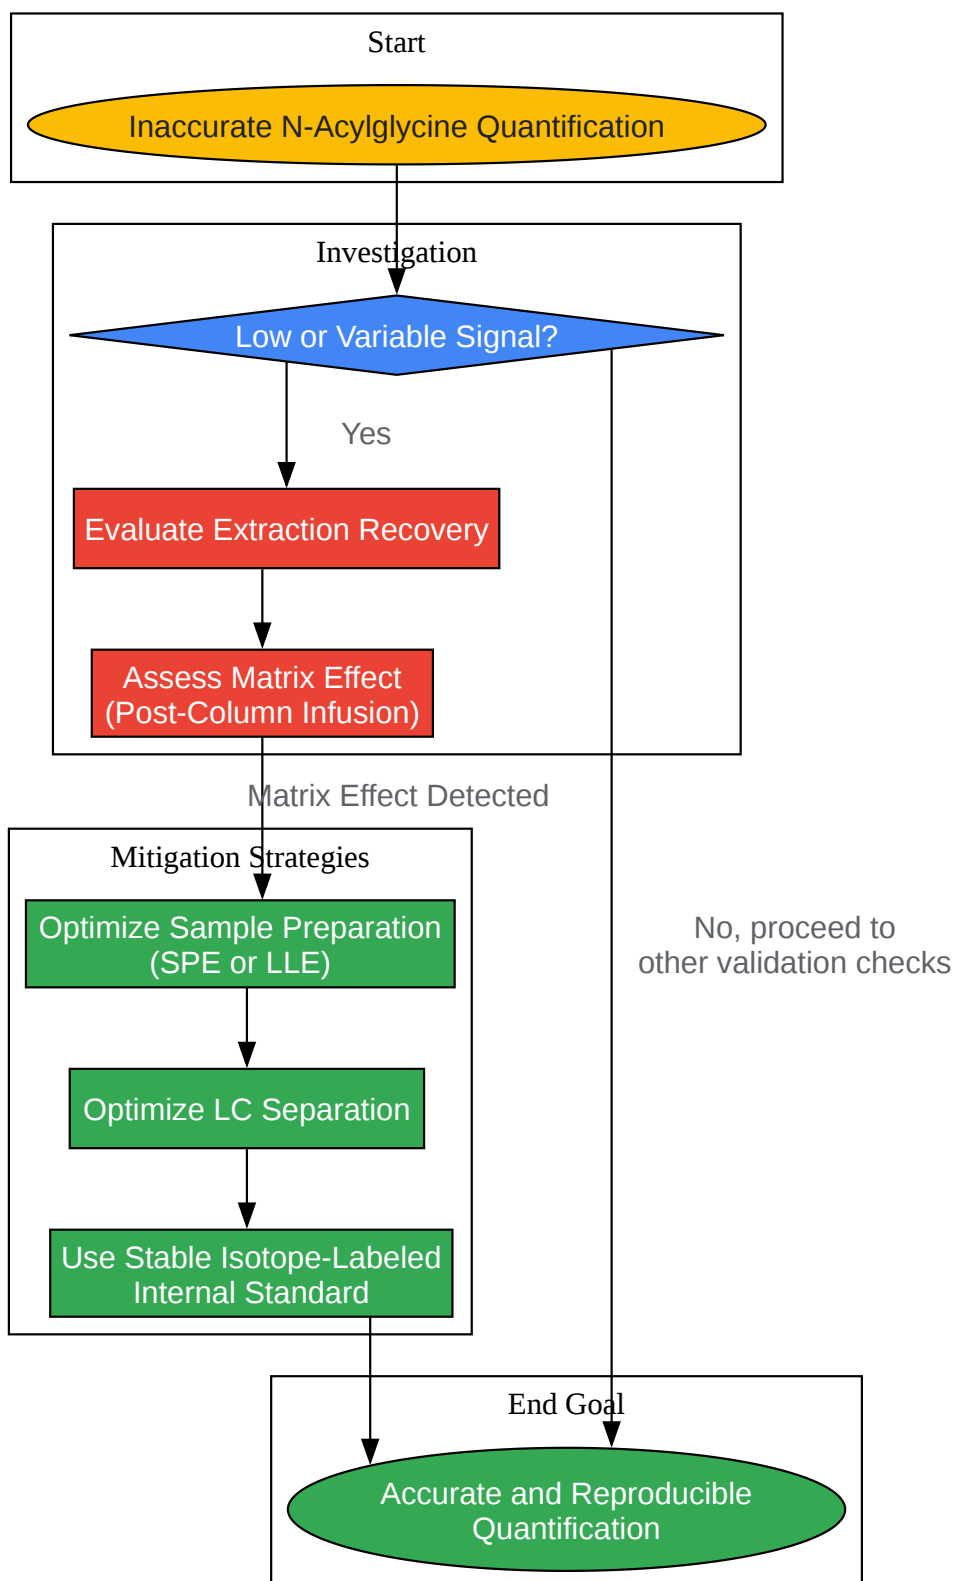 Start
Inaccurate N-Acylglycine Quantification
Investigation
Low or Variable Signal?
Yes
Evaluate Extraction Recovery
Assess Matrix Effect
(Post-Column Infusion)
Matrix Effect Detected
Mitigation Strategies
Optimize Sample Preparation
(SPE or LLE)
No, proceed to
other validation checks
Optimize LC Separation
Use Stable Isotope-Labeled
Internal Standard
End Goal
Accurate and Reproducible
Quantification